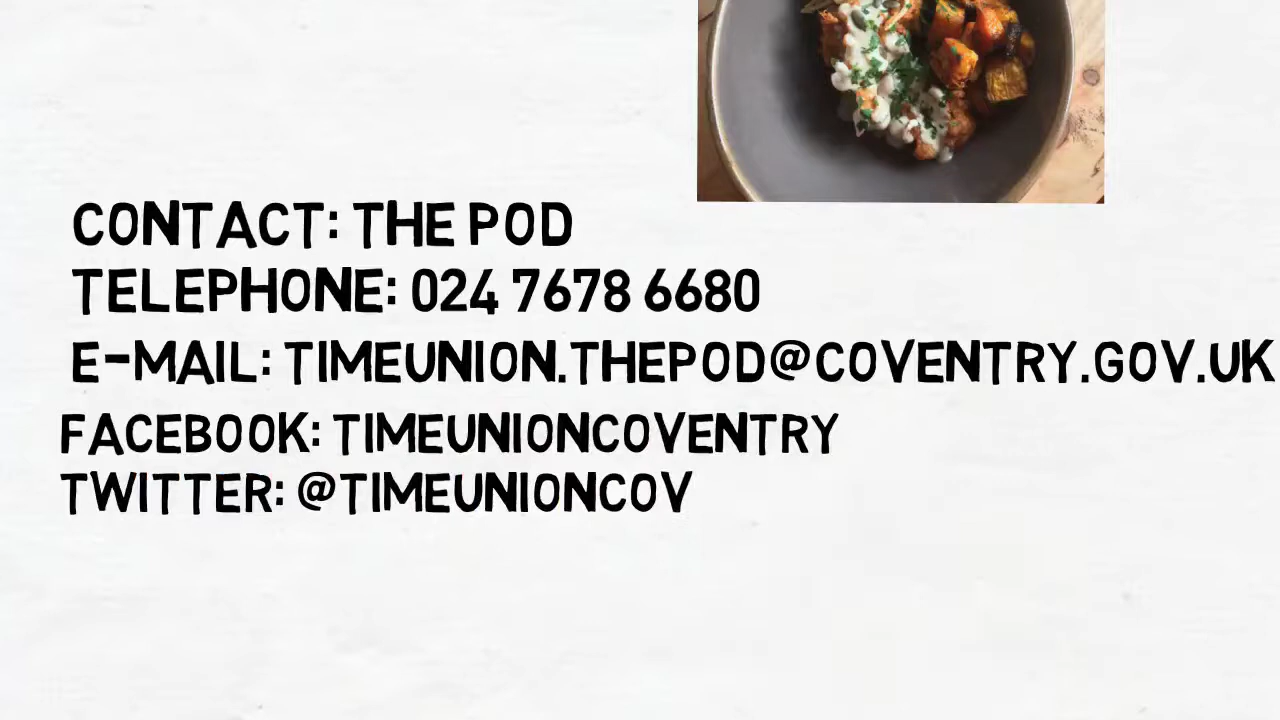 CONTACT: THE POD
TELEPHONE: 024 7678 6680
E-MAIL: TIMEUNION.THEPOD@COVENTRY.GOV.UK
FACEBOOK: TIMEUNIONCOVENTRY
TWITTER: @TIMEUNIONCOV